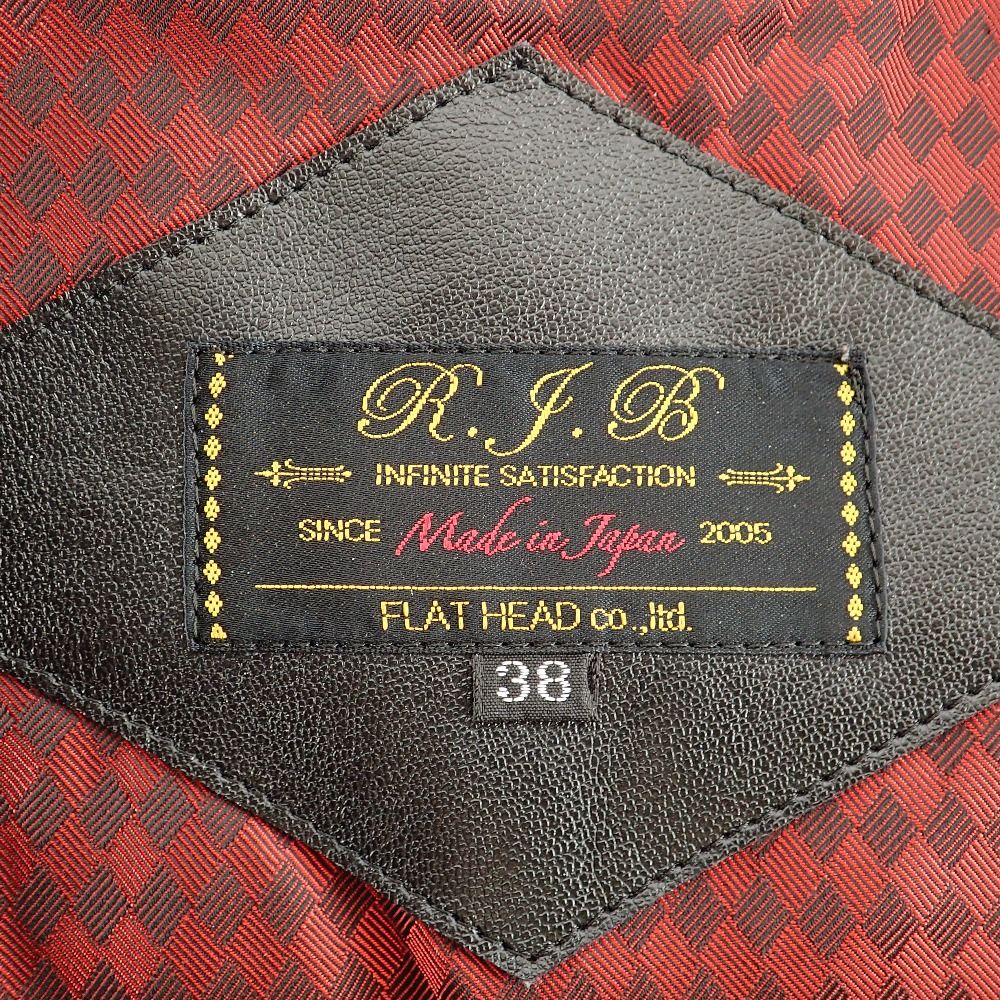 R.J.B
INFINITE SATISFACTION
SINCE Made in Japan 2005
FLAT HEAD co.,ltd.
38